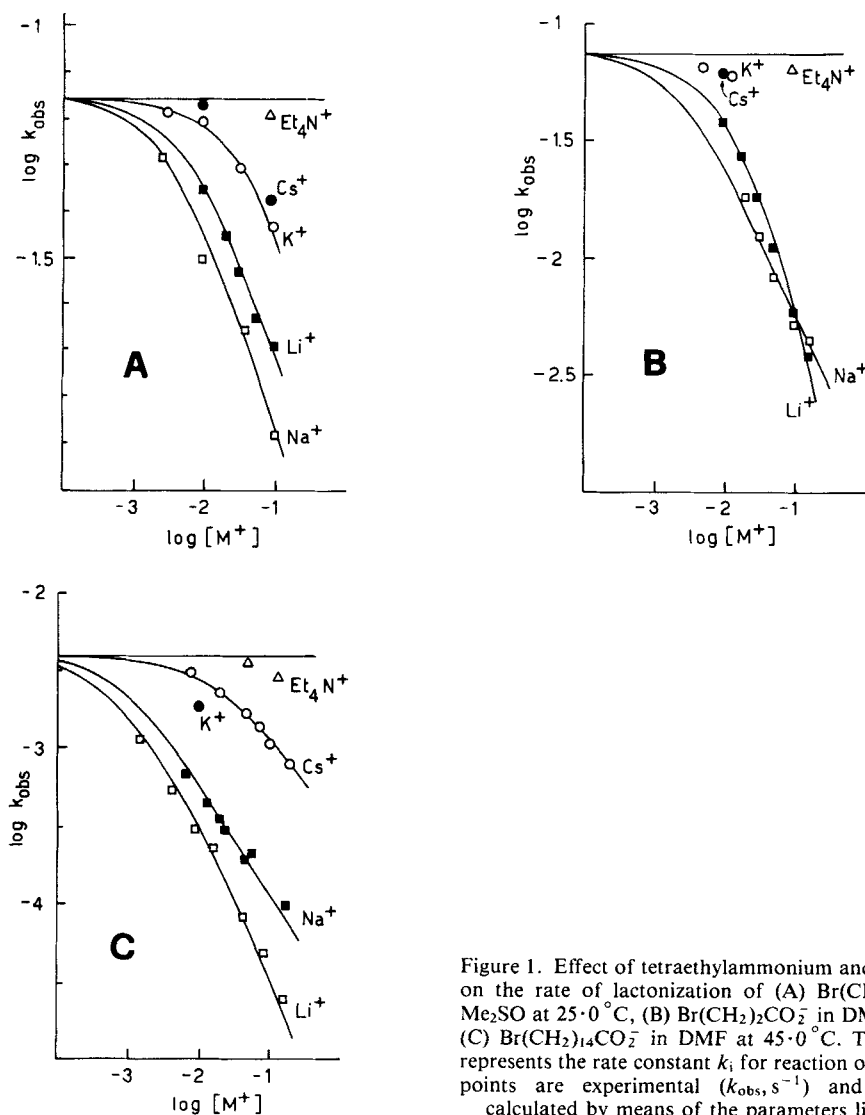 -1
-1.5
log k_obs
Et₄N⁺
Cs⁺
K⁺
Li⁺
Na⁺
A
-3 -2 -1
log [M⁺]
-1
-1.5
-2
-2.5
log k_obs
K⁺
Cs⁺
Et₄N⁺
Na⁺
Li⁺
B
-3 -2 -1
log [M⁺]
-2
-3
-4
log k_obs
Et₄N⁺
K⁺
Cs⁺
Na⁺
Li⁺
C
-3 -2 -1
log [M⁺]
Figure 1. Effect of tetraethylammonium and
on the rate of lactonization of (A) Br(CH
Me₂SO at 25·0 °C, (B) Br(CH₂)₂CO₂⁻ in DM
(C) Br(CH₂)₁₄CO₂⁻ in DMF at 45·0 °C. T
represents the rate constant kᵢ for reaction o
points are experimental (k_obs, s⁻¹) and
calculated by means of the parameters li